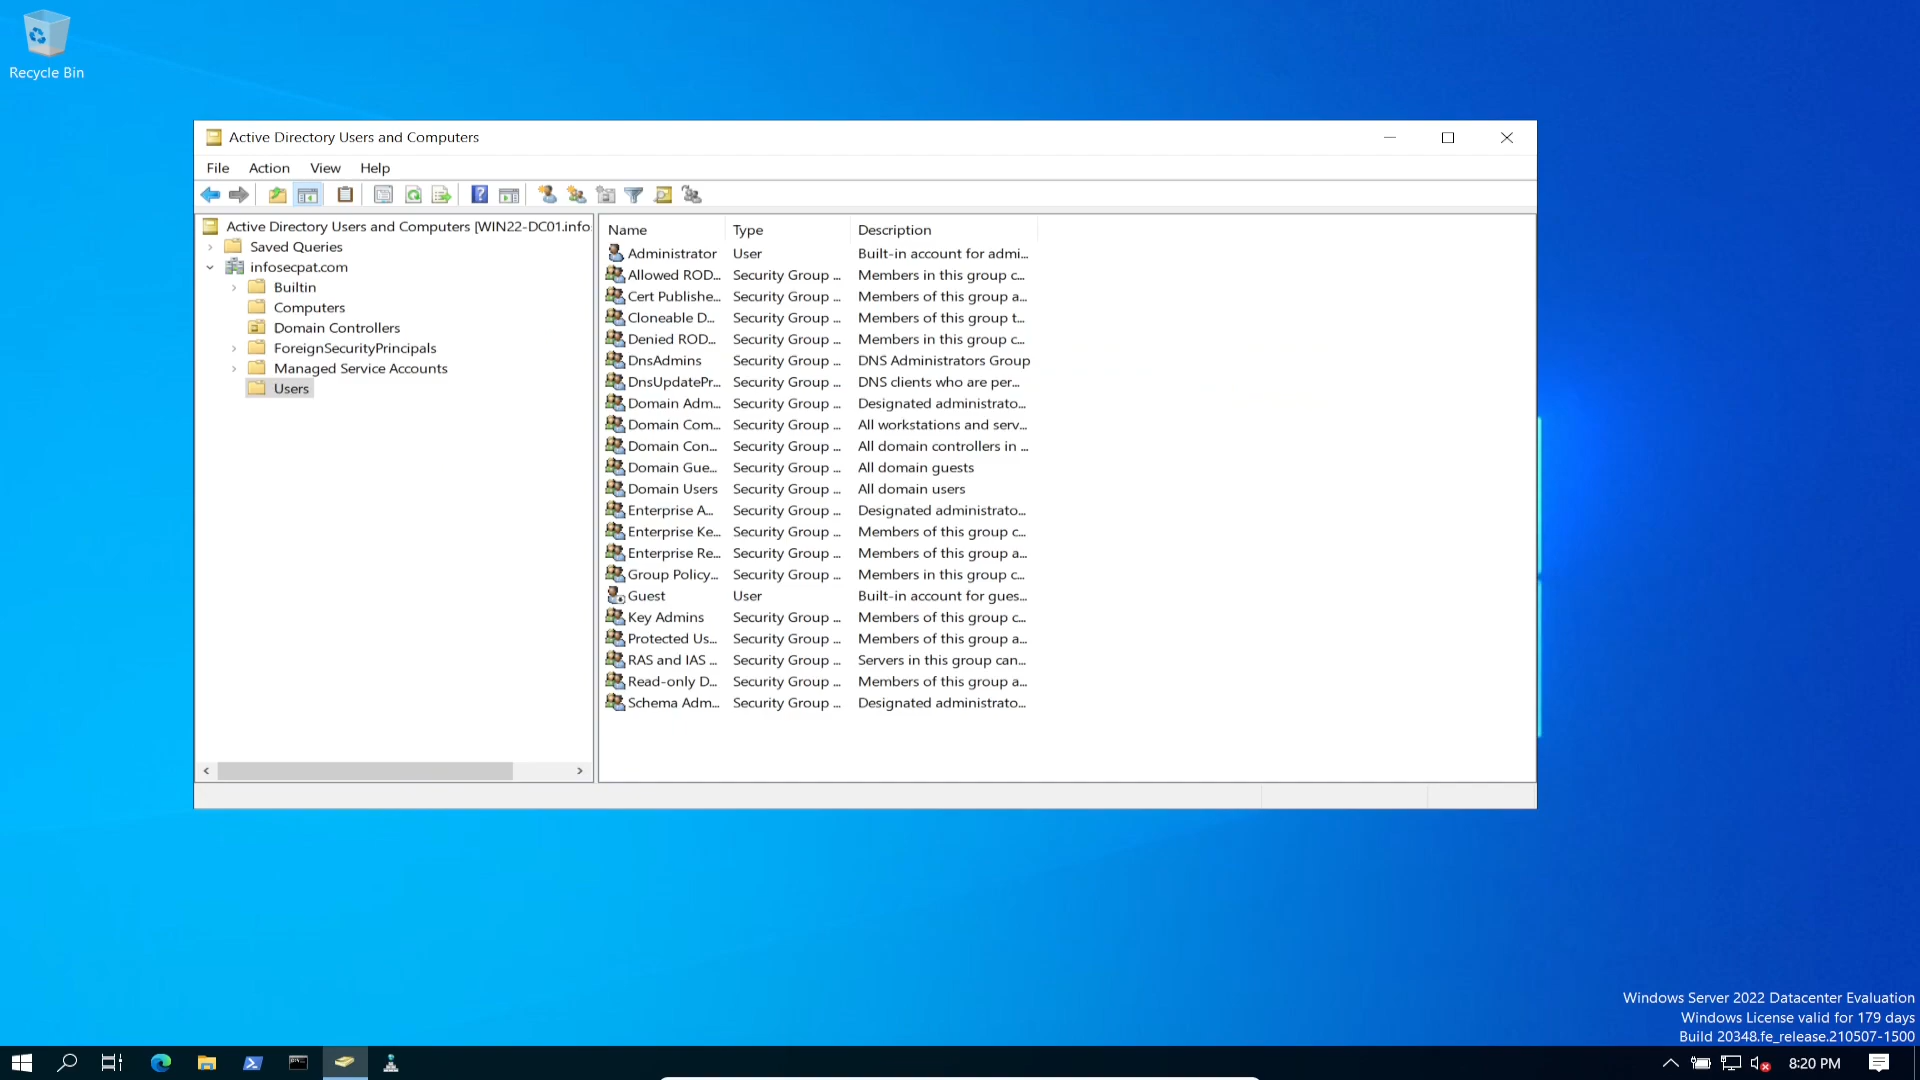 Recycle Bin
Active Directory Users and Computers
File Action View Help
Active Directory Users and Computers [WIN22-DC01.info
Saved Queries
infosecpat.com
Builtin
Computers
Domain Controllers
ForeignSecurityPrincipals
Managed Service Accounts
Users
Name Type Description
Administrator User Built-in account for admi...
Allowed ROD... Security Group ... Members in this group c...
Cert Publishe... Security Group ... Members of this group a...
Cloneable D... Security Group ... Members of this group t...
Denied ROD... Security Group ... Members in this group c...
DnsAdmins Security Group ... DNS Administrators Group
DnsUpdatePr... Security Group ... DNS clients who are per...
Domain Adm... Security Group ... Designated administrato...
Domain Com... Security Group ... All workstations and serv...
Domain Con... Security Group ... All domain controllers in ...
Domain Gue... Security Group ... All domain guests
Domain Users Security Group ... All domain users
Enterprise A... Security Group ... Designated administrato...
Enterprise Ke... Security Group ... Members of this group c...
Enterprise Re... Security Group ... Members of this group a...
Group Policy... Security Group ... Members in this group c...
Guest User Built-in account for gues...
Key Admins Security Group ... Members of this group c...
Protected Us... Security Group ... Members of this group a...
RAS and IAS ... Security Group ... Servers in this group can...
Read-only D... Security Group ... Members of this group a...
Schema Adm... Security Group ... Designated administrato...
Windows Server 2022 Datacenter Evaluation
Windows License valid for 179 days
Build 20348.fe_release.210507-1500
8:20 PM